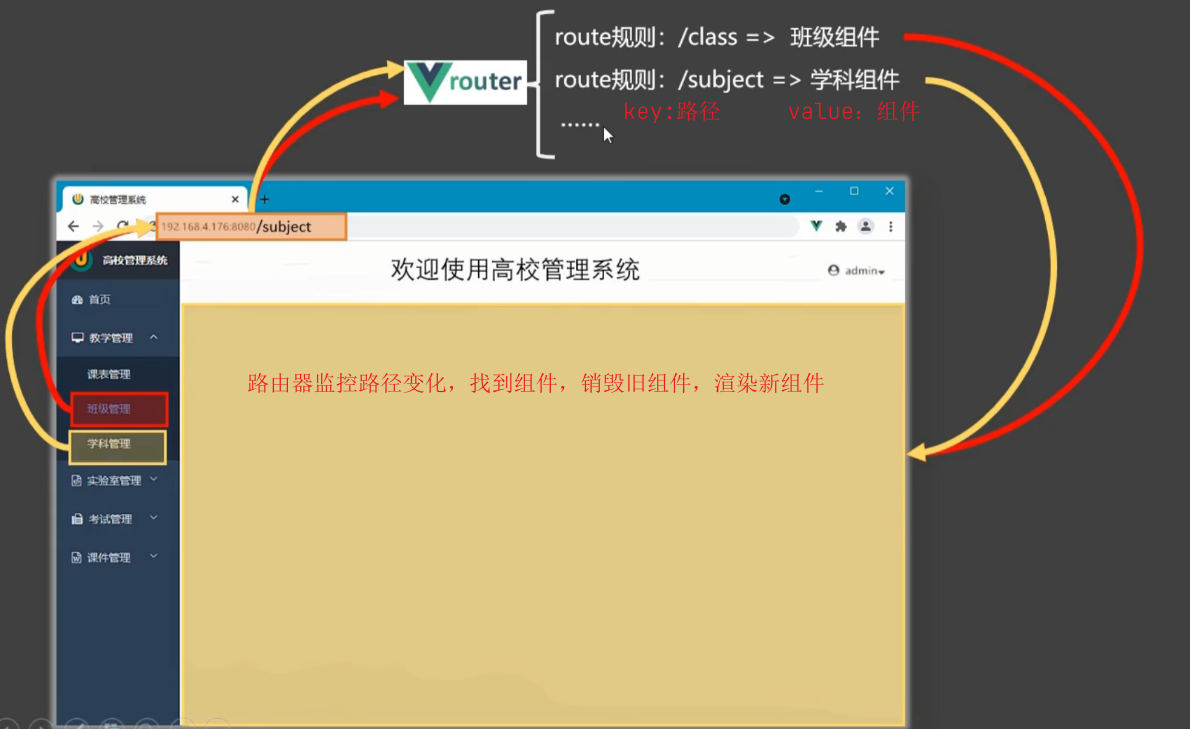 route规则：/class => 班级组件
route规则：/subject => 学科组件
router
......
key:路径 value：组件
高校管理系统
192.168.4.176:8080/subject
高校管理系统
欢迎使用高校管理系统
admin
首页
教学管理
课表管理
班级管理
学科管理
实验室管理
考试管理
课件管理
路由器监控路径变化，找到组件，销毁旧组件，渲染新组件